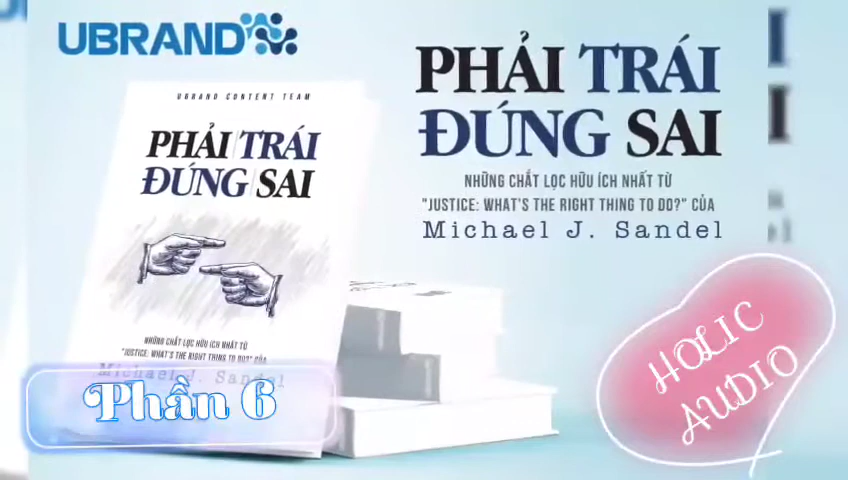 UBRAND
PHẢI TRÁI
ĐÚNG SAI
NHỮNG CHẮT LỌC HỮU ÍCH NHẤT TỪ
"JUSTICE: WHAT'S THE RIGHT THING TO DO?" CỦA
Michael J. Sandel
UBRAND CONTENT TEAM
PHẢI TRÁI
ĐÚNG SAI
NHỮNG CHẮT LỌC HỮU ÍCH NHẤT TỪ
"JUSTICE: WHAT'S THE RIGHT THING TO DO?" CỦA
Michael J. Sandel
Phần 6
HOLIC
AUDIO